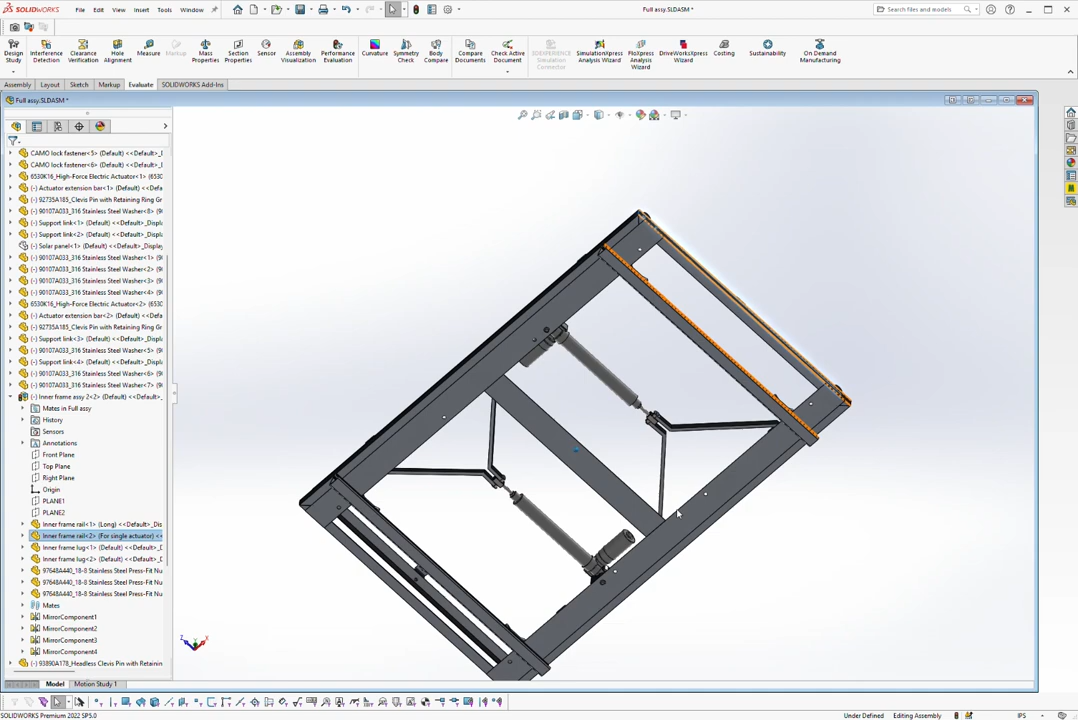 SOLIDWORKS
File Edit View Insert Tools Window
Full assy.SLDASM *
Search files and models
Design Study
Interference Detection
Clearance Verification
Hole Alignment
Measure
Markup
Mass Properties
Section Properties
Sensor
Assembly Visualization
Performance Evaluation
Curvature
Symmetry Check
Body Compare
Compare Documents
Check Active Document
3DEXPERIENCE Simulation Connector
SimulationXpress Analysis Wizard
FloXpress Analysis Wizard
DriveWorksXpress Wizard
Costing
Sustainability
On Demand Manufacturing
Assembly Layout Sketch Markup Evaluate SOLIDWORKS Add-Ins
Full assy.SLDASM *
CAMO lock fastener<5> (Default) <<Default>_D
CAMO lock fastener<6> (Default) <<Default>_D
6530K16_High-Force Electric Actuator<1> (6530
(-) Actuator extension bar<1> (Default) <<Defa
(-) 92735A185_Clevis Pin with Retaining Ring Gr
(-) 90107A033_316 Stainless Steel Washer<8> (9
(-) Support link<1> (Default) <<Default>_Displ
(-) Support link<2> (Default) <<Default>_Displ
(-) Solar panel<1> (Default) <<Default>_Display
(-) 90107A033_316 Stainless Steel Washer<1> (9
(-) 90107A033_316 Stainless Steel Washer<2> (9
(-) 90107A033_316 Stainless Steel Washer<3> (9
(-) 90107A033_316 Stainless Steel Washer<4> (9
6530K16_High-Force Electric Actuator<2> (6530
(-) Actuator extension bar<2> (Default) <<Defa
(-) 92735A185_Clevis Pin with Retaining Ring Gr
(-) Support link<3> (Default) <<Default>_Displ
(-) 90107A033_316 Stainless Steel Washer<5> (9
(-) Support link<4> (Default) <<Default>_Displ
(-) 90107A033_316 Stainless Steel Washer<6> (9
(-) 90107A033_316 Stainless Steel Washer<7> (9
(-) Inner frame assy 2<2> (Default) <<Default>_
Mates in Full assy
History
Sensors
Annotations
Front Plane
Top Plane
Right Plane
Origin
PLANE1
PLANE2
Inner frame rail<1> (Long) <<Default>_Dis
Inner frame rail<2> (For single actuator) <<
Inner frame lug<1> (Default) <<Default>_D
Inner frame lug<2> (Default) <<Default>_D
97648A440_18-8 Stainless Steel Press-Fit Nu
97648A440_18-8 Stainless Steel Press-Fit Nu
97648A440_18-8 Stainless Steel Press-Fit Nu
Mates
MirrorComponent1
MirrorComponent2
MirrorComponent3
MirrorComponent4
(-) 93890A178_Headless Clevis Pin with Retainin
Z X
Model Motion Study 1
SOLIDWORKS Premium 2022 SP5.0
Under Defined Editing Assembly IPS